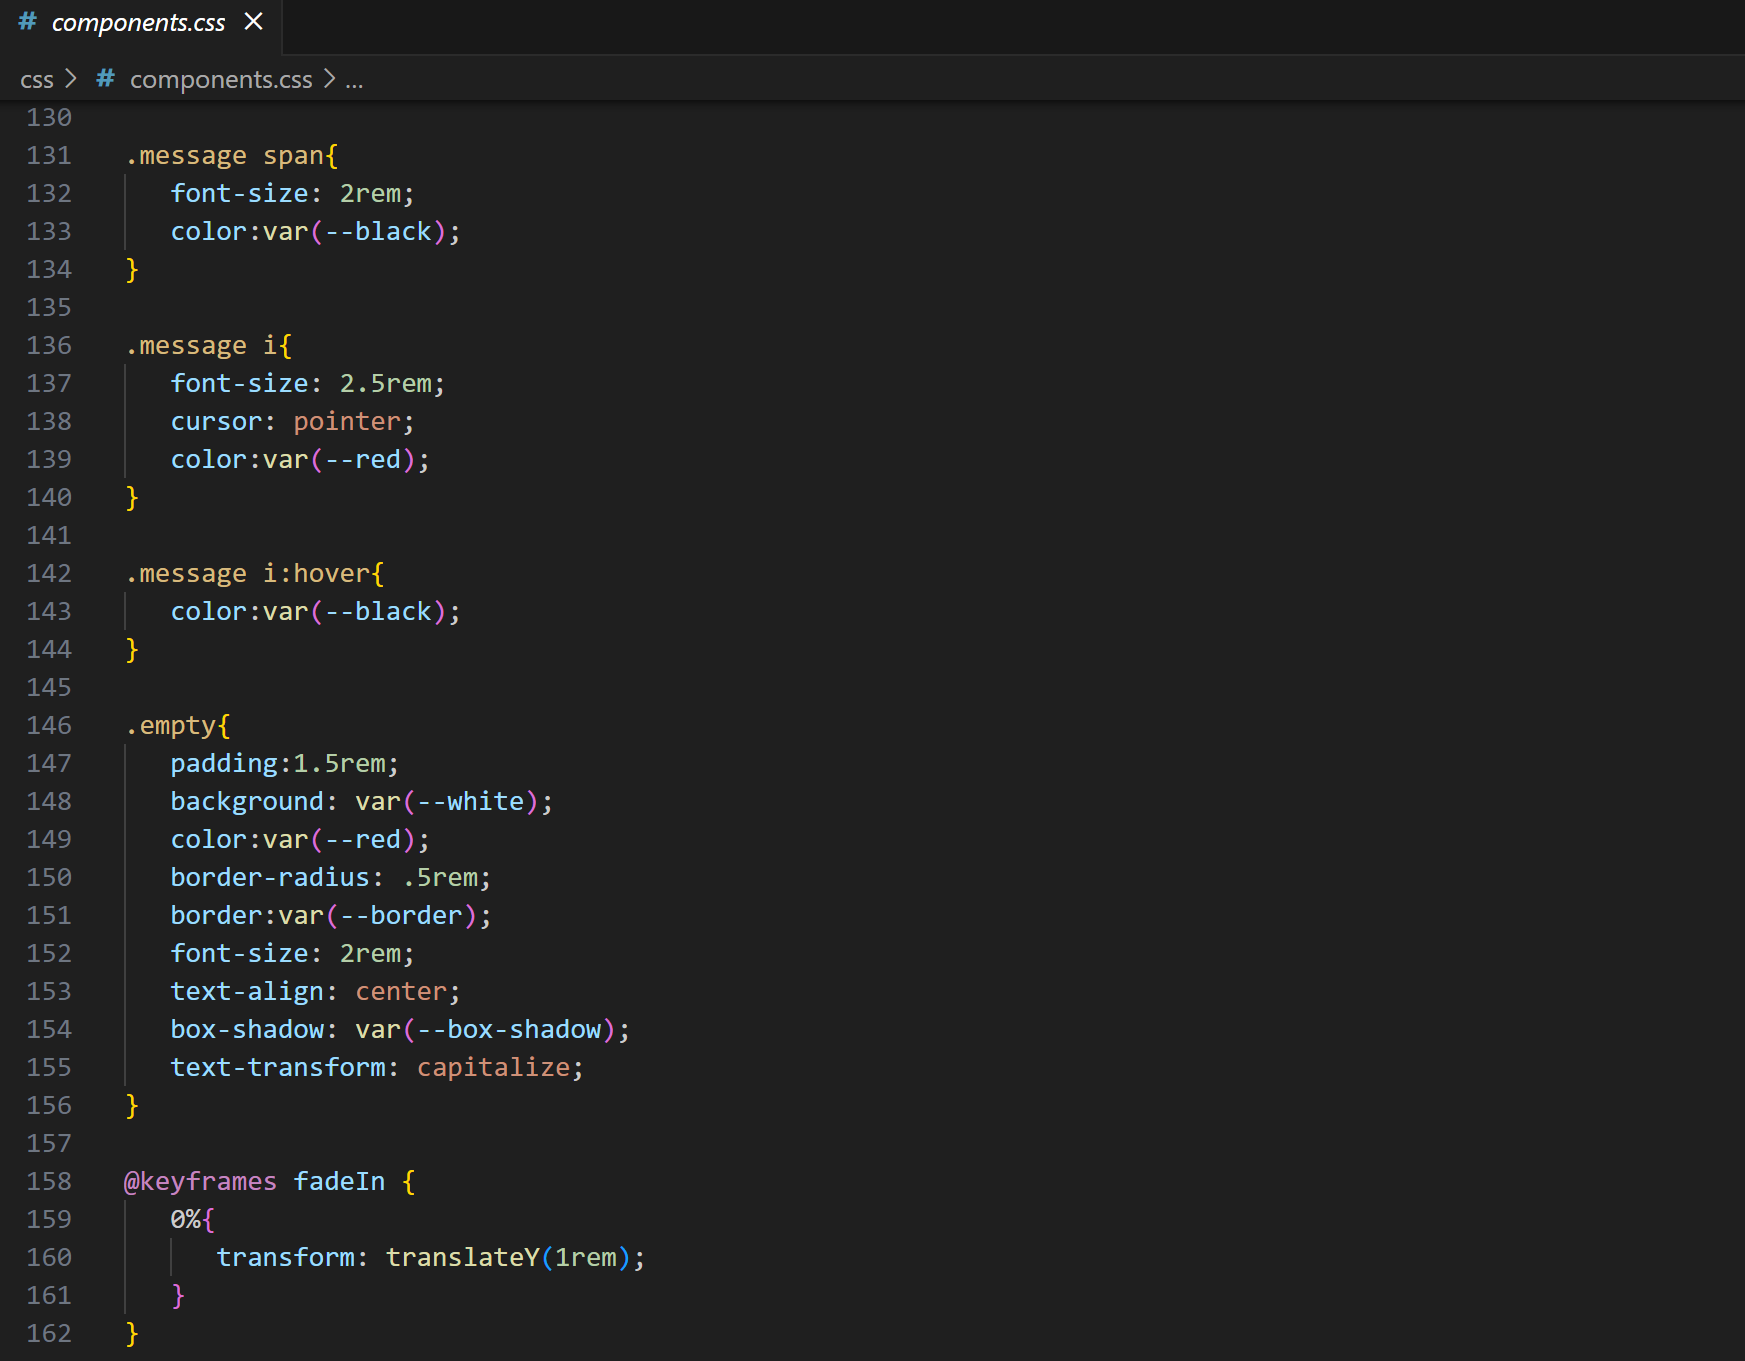 # components.css ×
css > # components.css > ...
130
131 .message span{
132    font-size: 2rem;
133    color:var(--black);
134 }
135
136 .message i{
137    font-size: 2.5rem;
138    cursor: pointer;
139    color:var(--red);
140 }
141
142 .message i:hover{
143    color:var(--black);
144 }
145
146 .empty{
147    padding:1.5rem;
148    background: var(--white);
149    color:var(--red);
150    border-radius: .5rem;
151    border:var(--border);
152    font-size: 2rem;
153    text-align: center;
154    box-shadow: var(--box-shadow);
155    text-transform: capitalize;
156 }
157
158 @keyframes fadeIn {
159    0%{
160       transform: translateY(1rem);
161    }
162 }